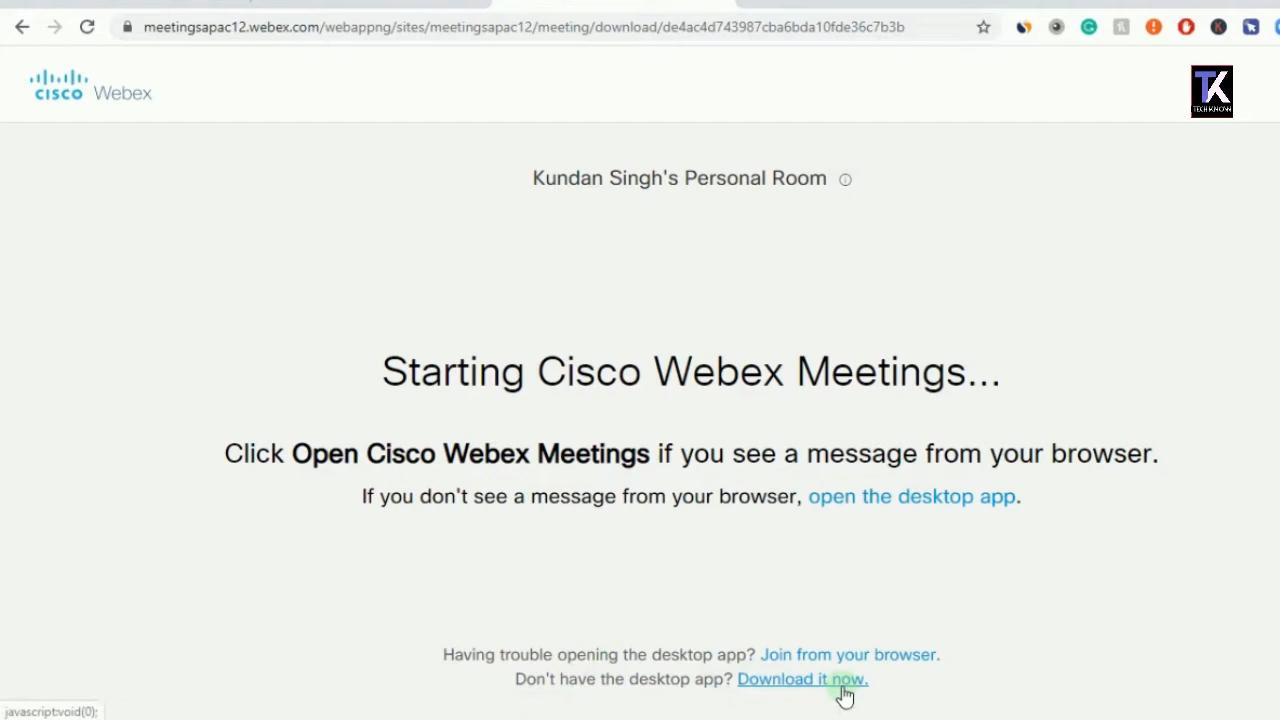 meetingsapac12.webex.com/webappng/sites/meetingsapac12/meeting/download/de4ac4d743987cba6bda10fde36c7b3b
CISCO Webex
TK
TECH KNOW
Kundan Singh's Personal Room
Starting Cisco Webex Meetings...
Click Open Cisco Webex Meetings if you see a message from your browser.
If you don't see a message from your browser, open the desktop app.
Having trouble opening the desktop app? Join from your browser.
Don't have the desktop app? Download it now.
javascript:void(0);